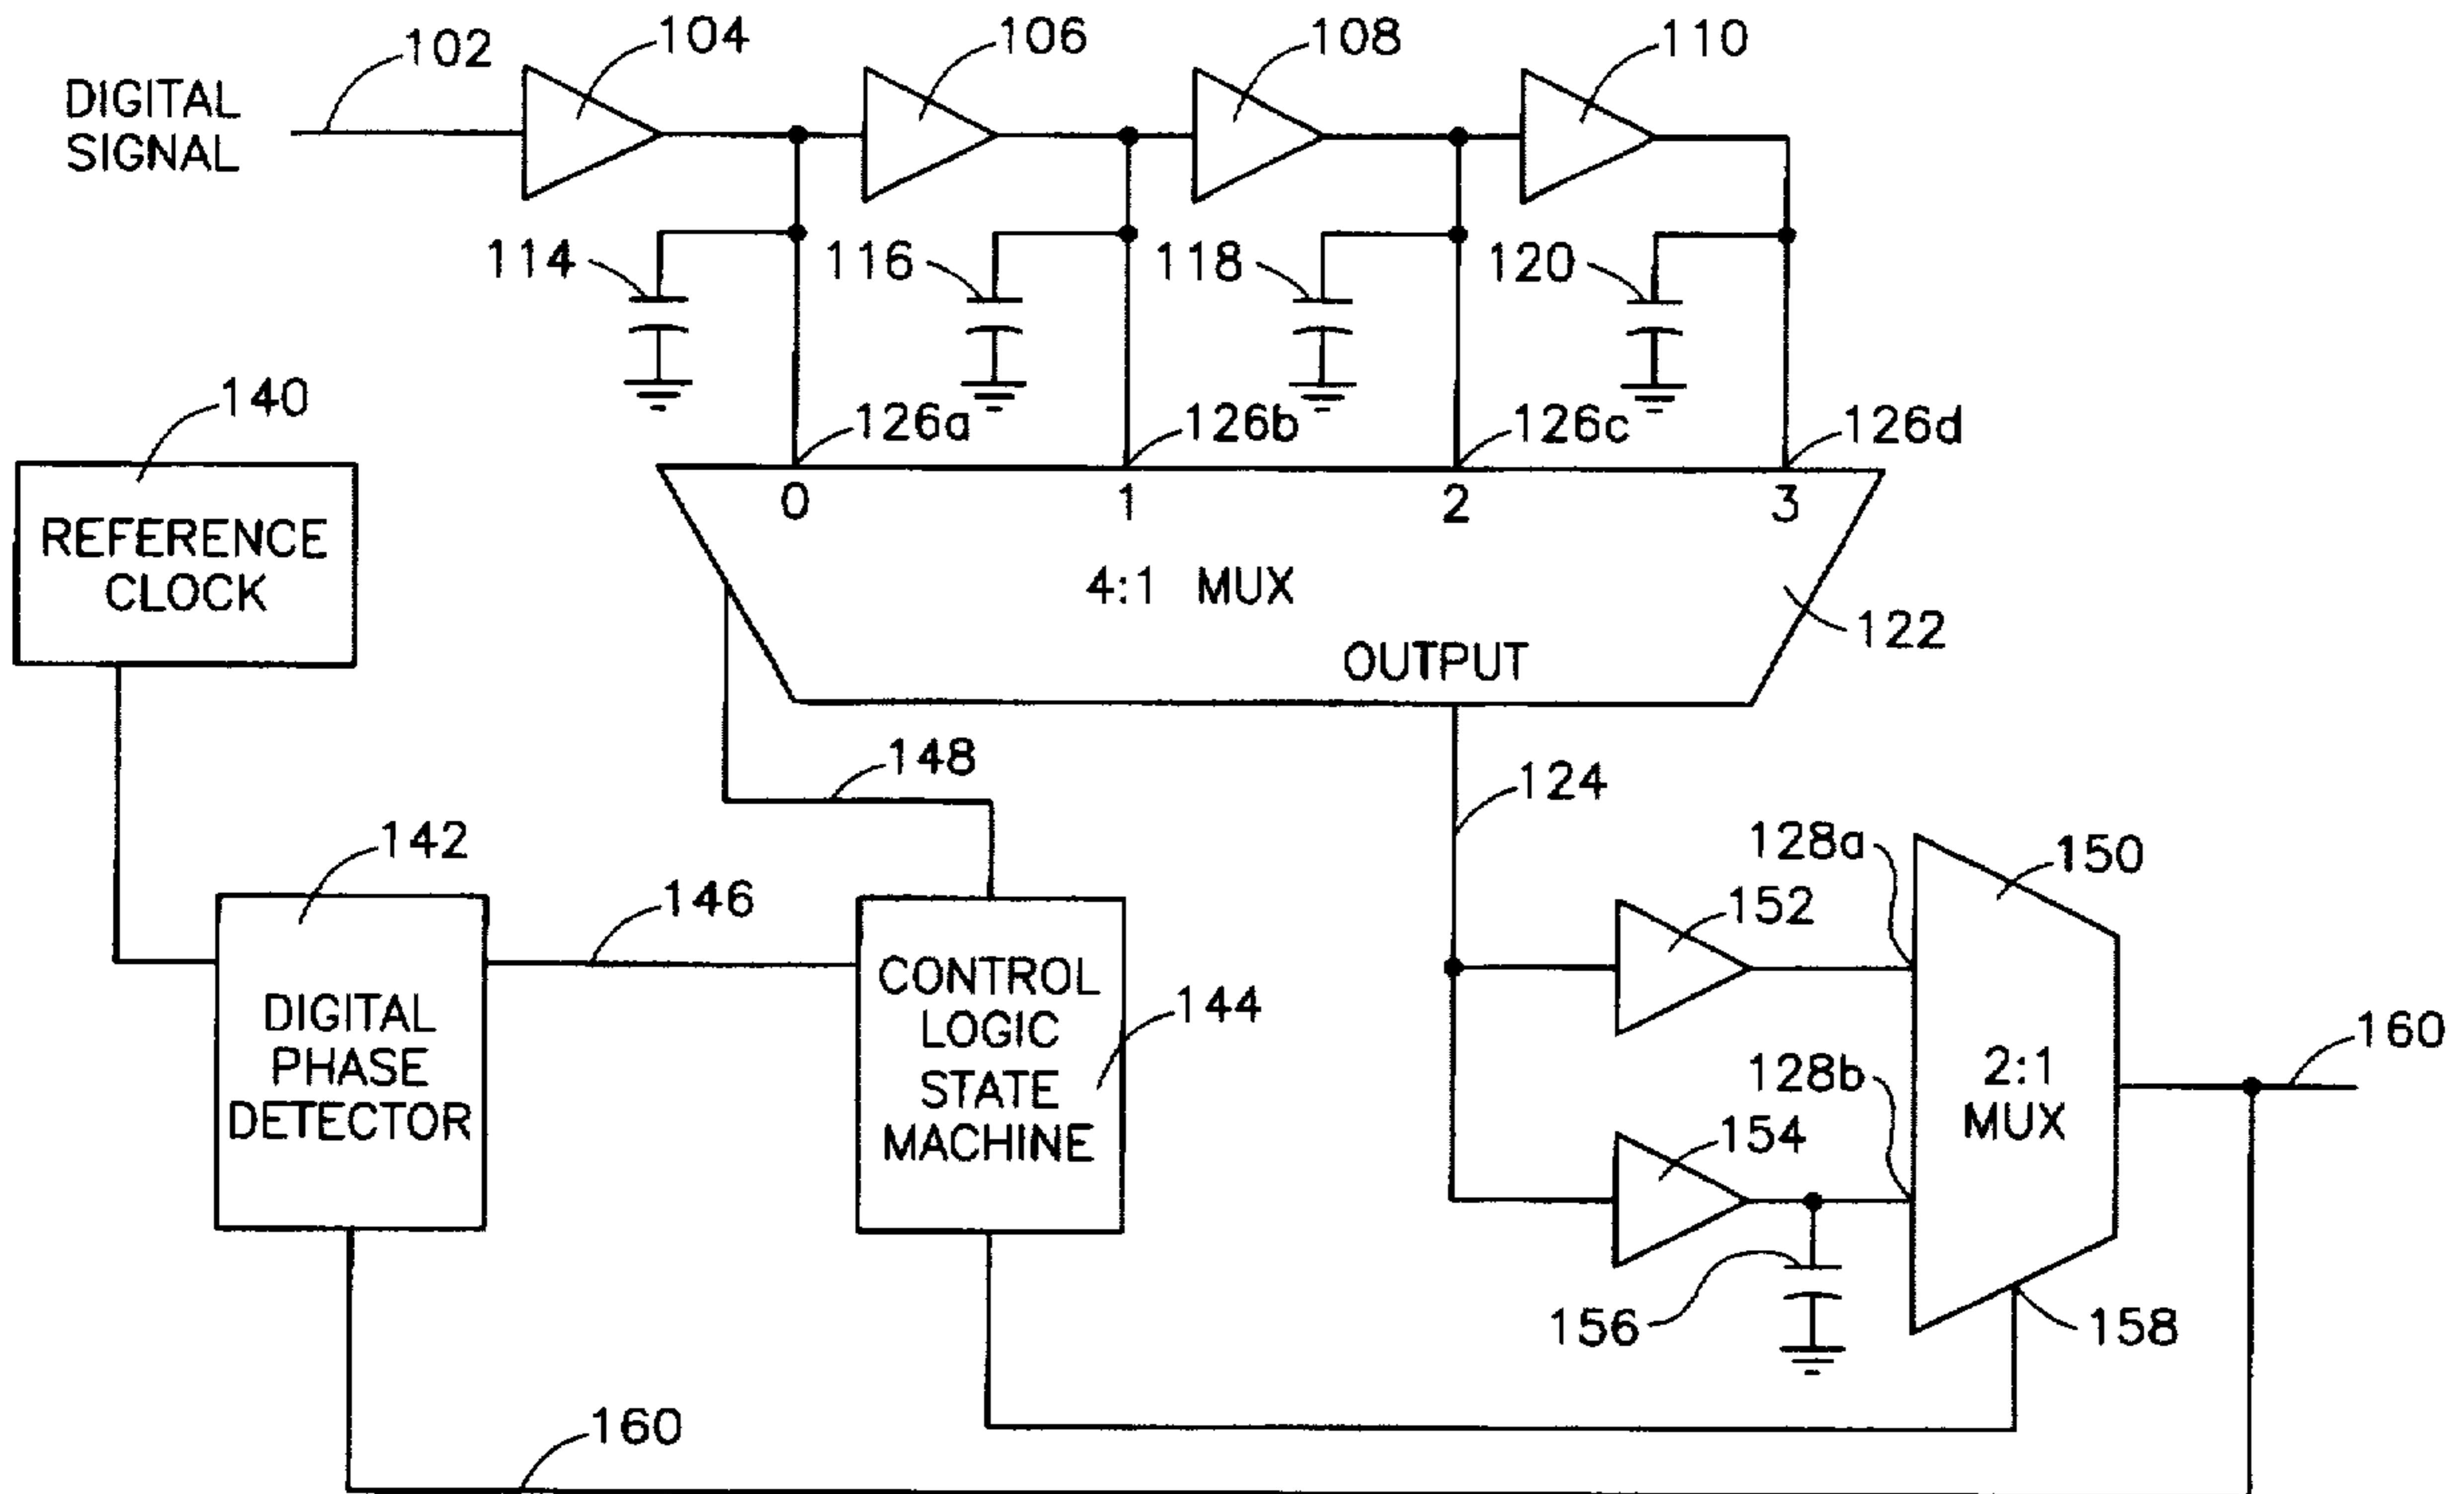 102
104
106
108
110
DIGITAL
SIGNAL
114
116
118
120
140
126a
126b
126c
126d
REFERENCE
CLOCK
0
1
2
3
4:1 MUX
122
OUTPUT
148
124
142
128a
150
146
152
CONTROL
LOGIC
STATE
MACHINE
144
DIGITAL
PHASE
DETECTOR
160
128b
2:1
MUX
154
156
158
160